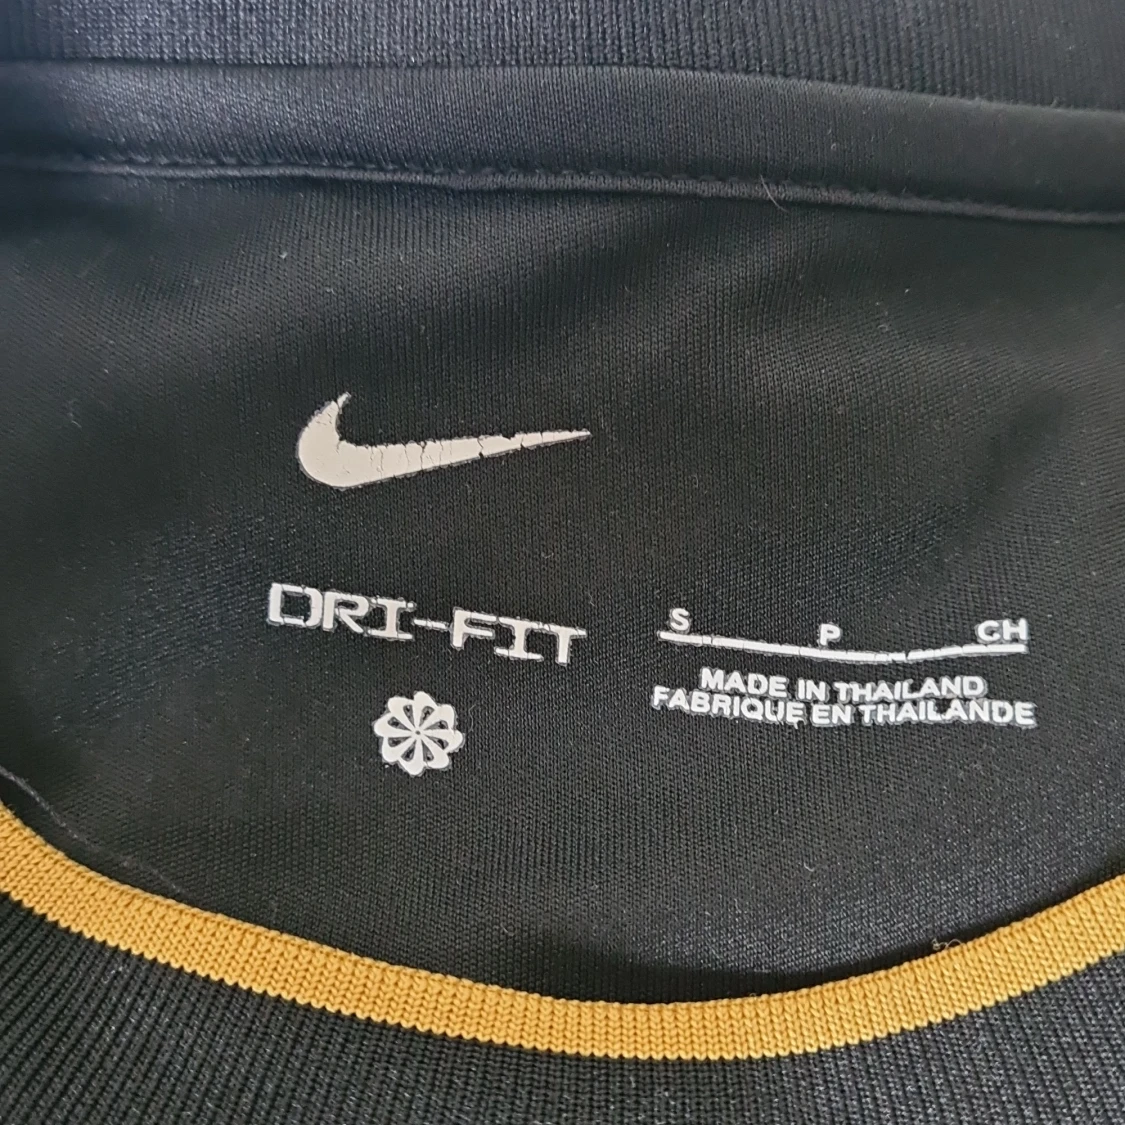 DRI-FIT
S P CH
MADE IN THAILAND
FABRIQUE EN THAILANDE